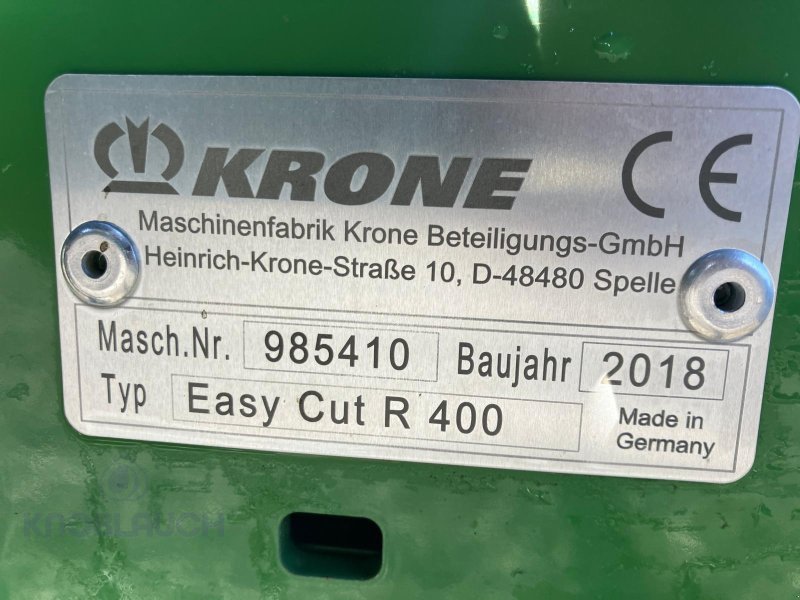 KRONE
CE
Maschinenfabrik Krone Beteiligungs-GmbH
Heinrich-Krone-Straße 10, D-48480 Spelle
Masch.Nr. 985410 Baujahr 2018
Typ Easy Cut R 400
Made in
Germany
KNOBLAUCH